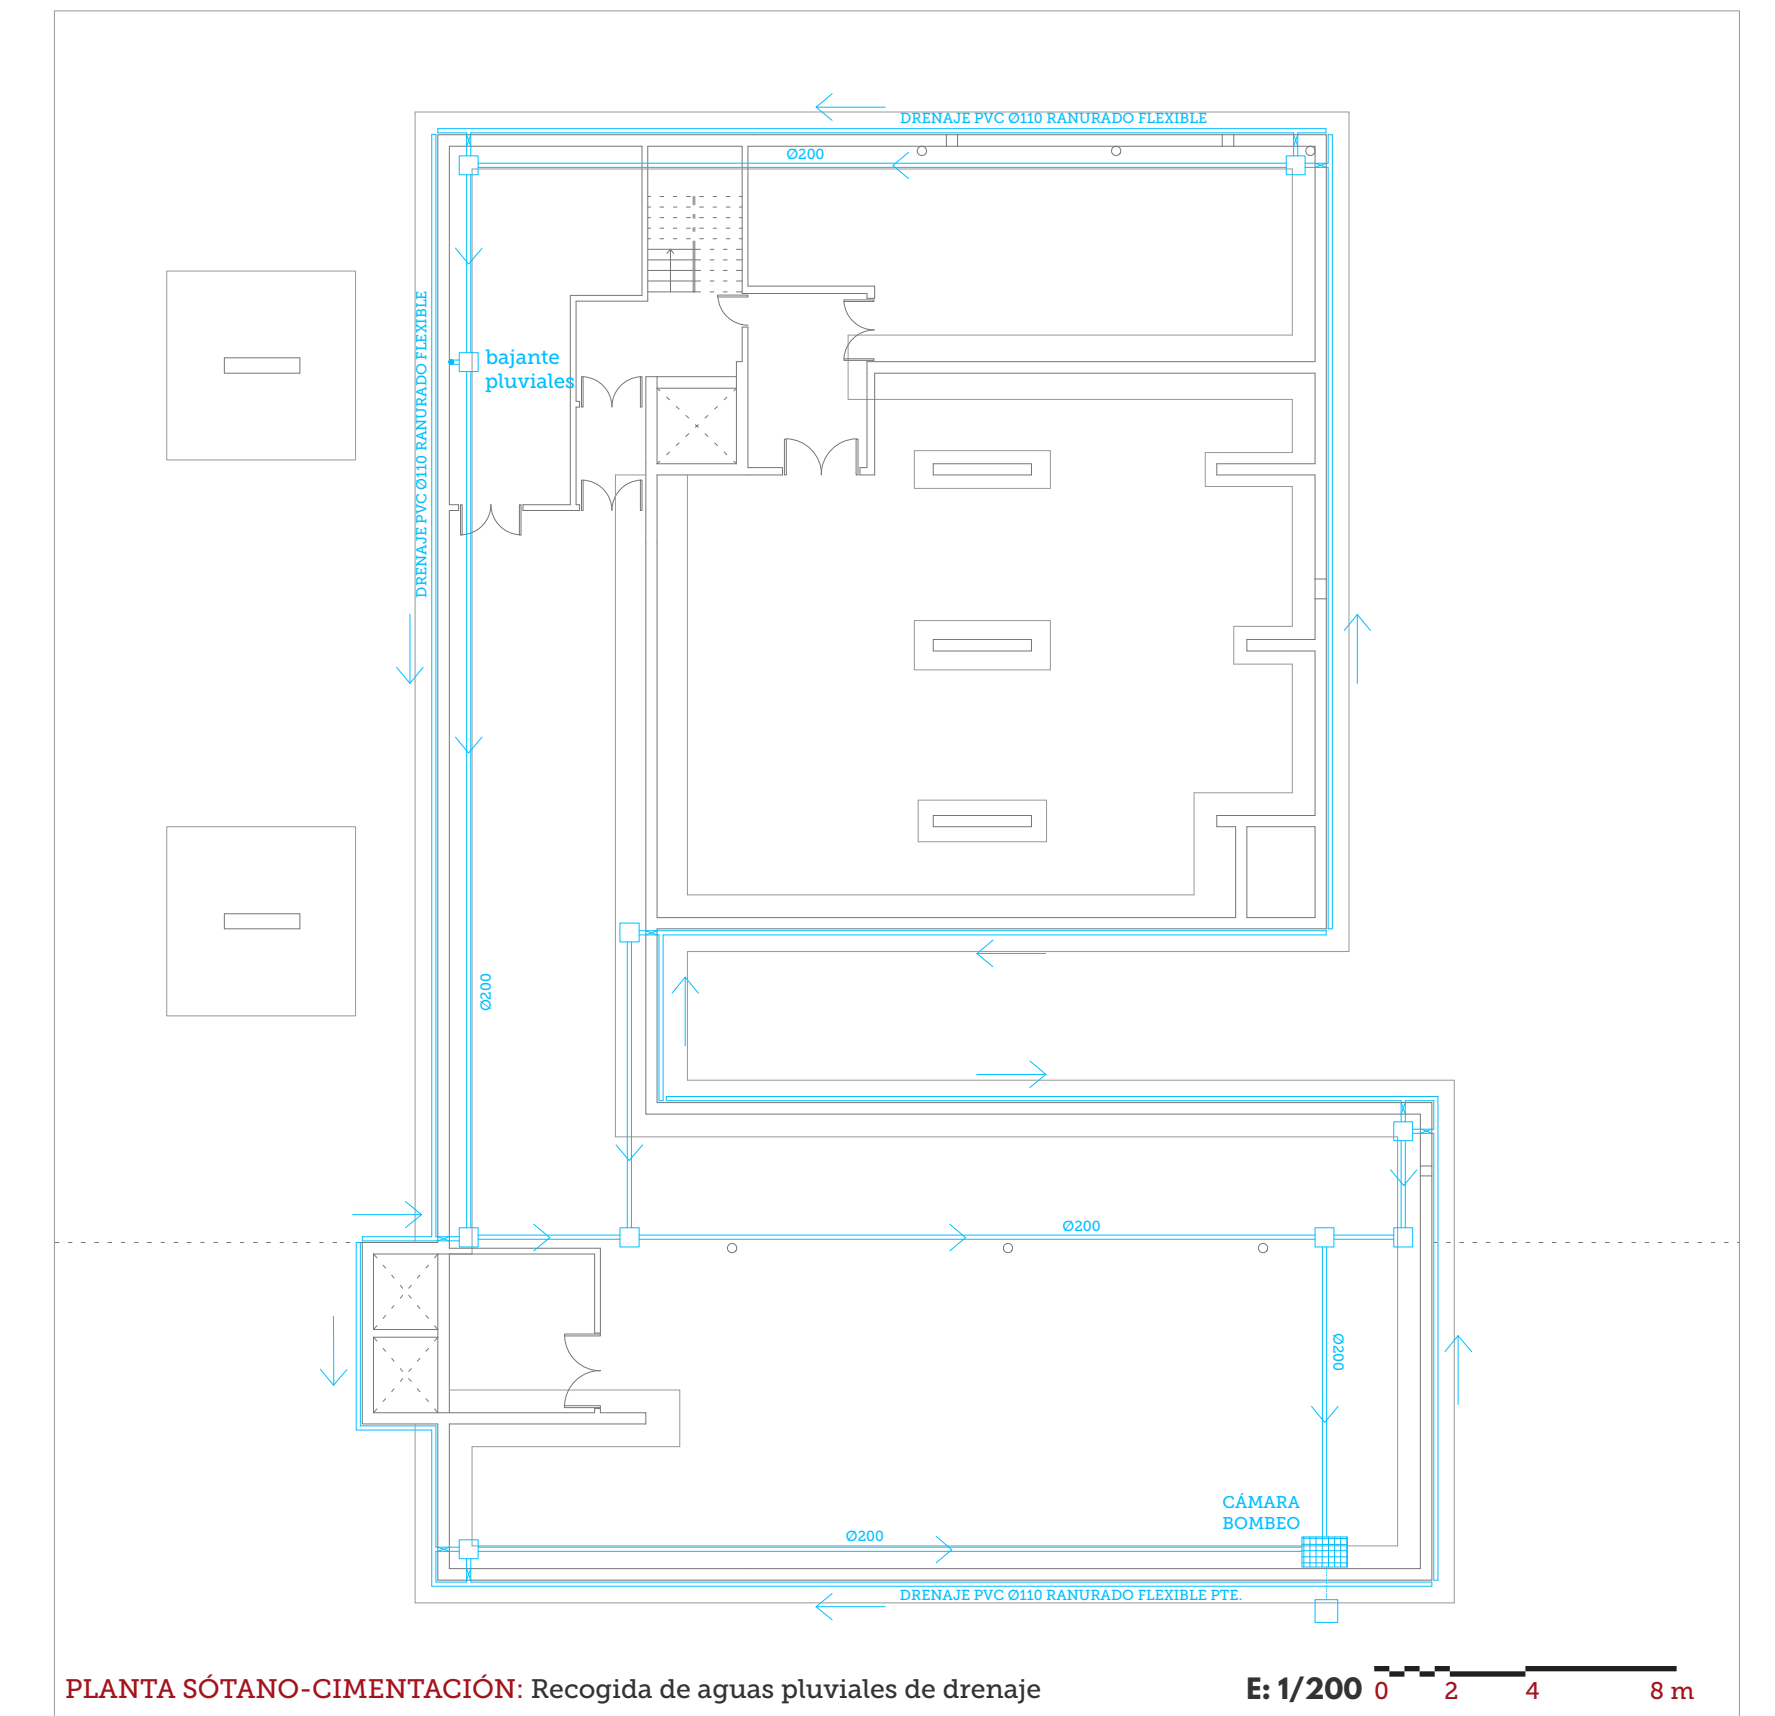 DRENAJE PVC Ø110 RANURADO FLEXIBLE
Ø200
DRENAJE PVC Ø110 RANURADO FLEXIBLE
bajante
pluviales
Ø200
Ø200
Ø200
CÁMARA
BOMBEO
Ø200
DRENAJE PVC Ø110 RANURADO FLEXIBLE PTE.
PLANTA SÓTANO-CIMENTACIÓN: Recogida de aguas pluviales de drenaje
E: 1/200 0 2 4 8 m